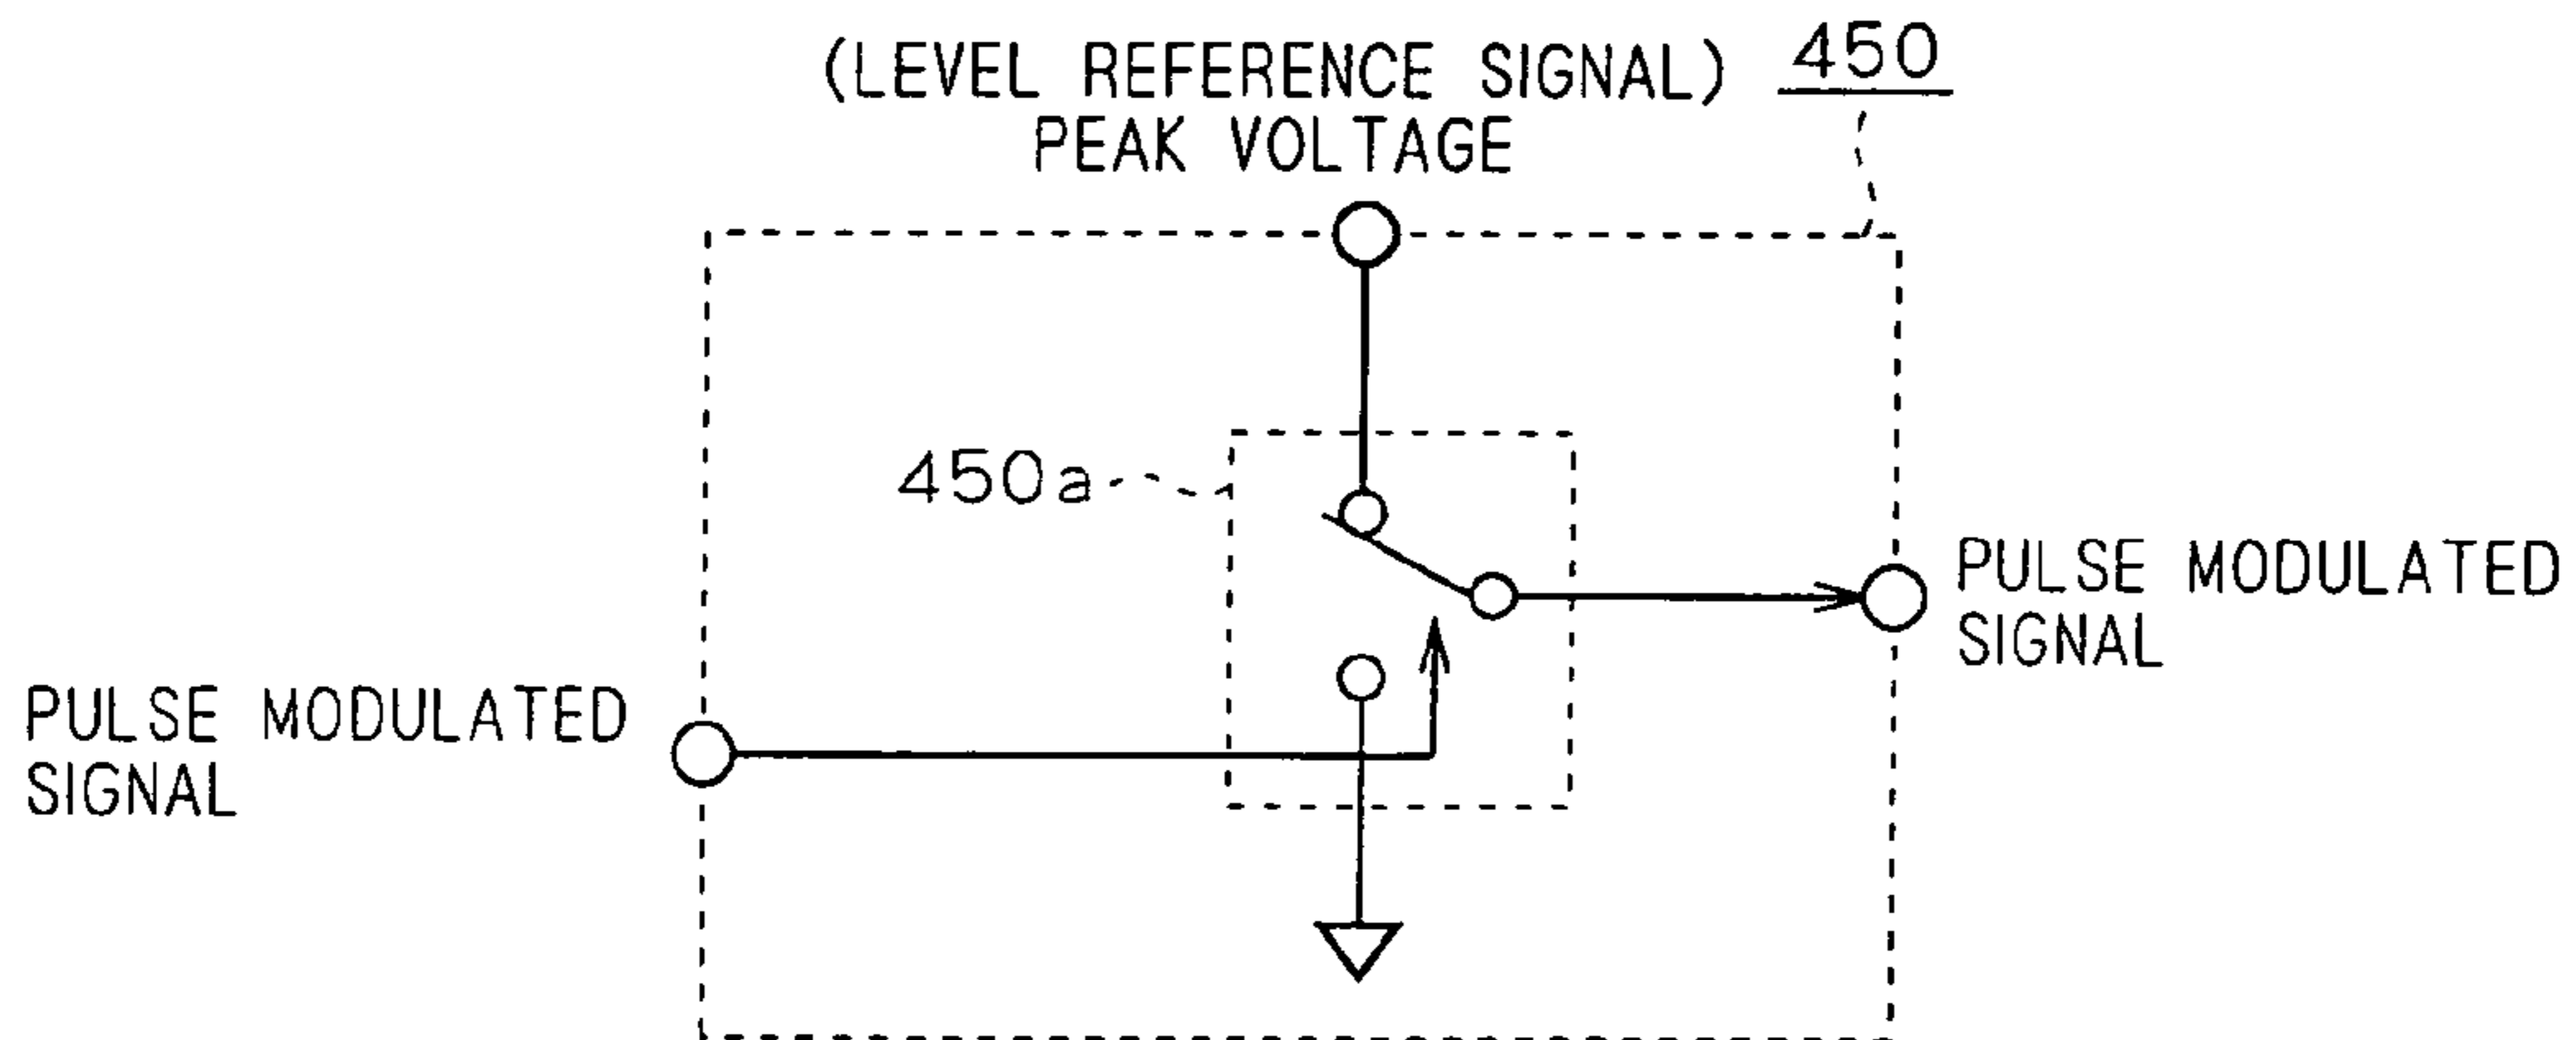 (LEVEL REFERENCE SIGNAL)
PEAK VOLTAGE
450
450a
PULSE MODULATED
SIGNAL
PULSE MODULATED
SIGNAL